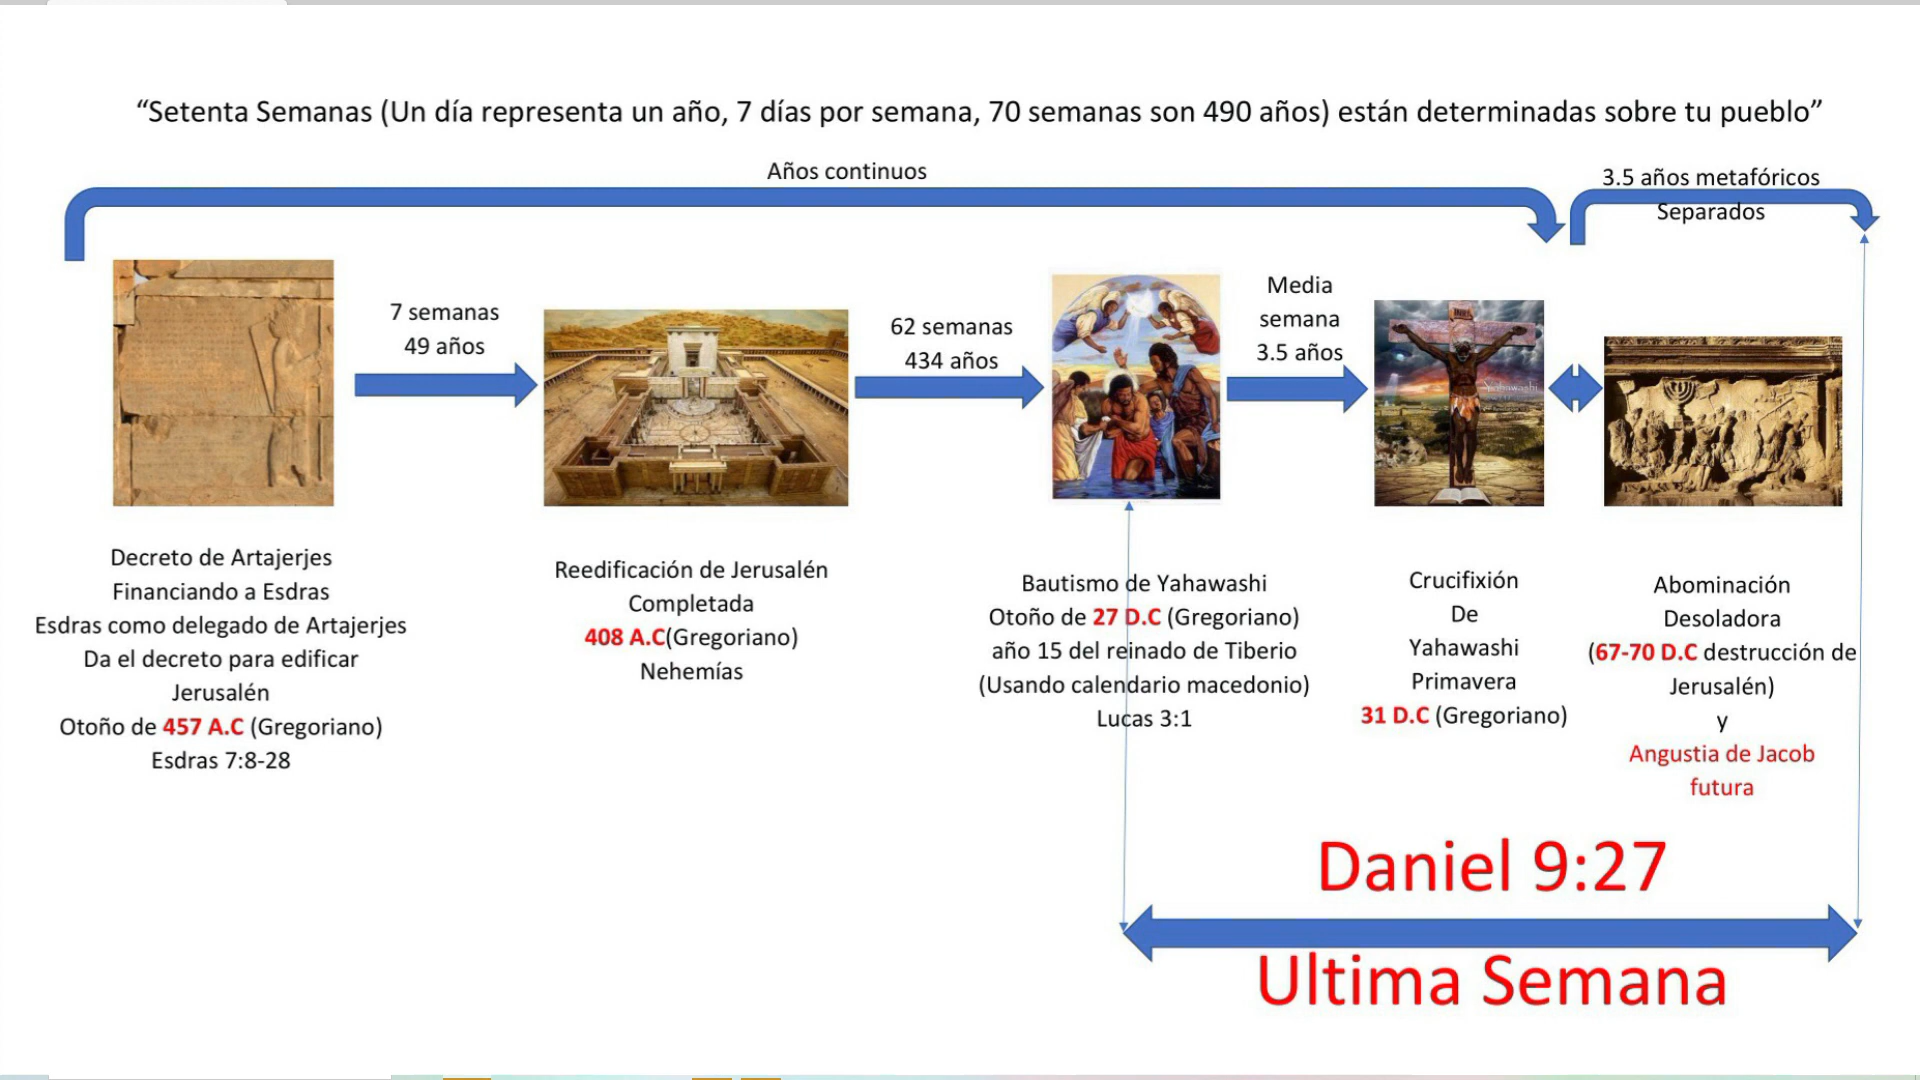 “Setenta Semanas (Un día representa un año, 7 días por semana, 70 semanas son 490 años) están determinadas sobre tu pueblo”
Años continuos
3.5 años metafóricos
Separados
7 semanas
49 años
62 semanas
434 años
Media
semana
3.5 años
Yahawashi
Decreto de Artajerjes
Financiando a Esdras
Esdras como delegado de Artajerjes
Da el decreto para edificar
Jerusalén
Otoño de 457 A.C (Gregoriano)
Esdras 7:8-28
Reedificación de Jerusalén
Completada
408 A.C(Gregoriano)
Nehemías
Bautismo de Yahawashi
Otoño de 27 D.C (Gregoriano)
año 15 del reinado de Tiberio
(Usando calendario macedonio)
Lucas 3:1
Crucifixión
De
Yahawashi
Primavera
31 D.C (Gregoriano)
Abominación
Desoladora
(67-70 D.C destrucción de
Jerusalén)
y
Angustia de Jacob
futura
Daniel 9:27
Ultima Semana